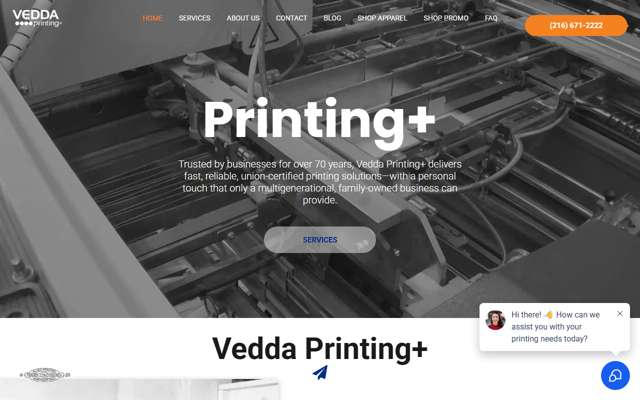 VEDDA
printing+
HOME
SERVICES
ABOUT US
CONTACT
BLOG
SHOP APPAREL
SHOP PROMO
FAQ
(216) 671-2222
Printing+
Trusted by businesses for over 70 years, Vedda Printing+ delivers
fast, reliable, union-certified printing solutions—with a personal
touch that only a multigenerational, family-owned business can
provide.
SERVICES
Hi there! 👋 How can we
assist you with your
printing needs today?
Vedda Printing+